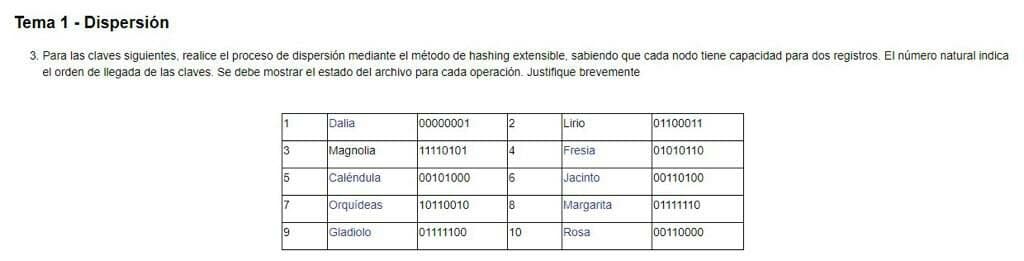 Tema 1 - Dispersión
3. Para las claves siguientes, realice el proceso de dispersión mediante el método de hashing extensible, sabiendo que cada nodo tiene capacidad para dos registros. El número natural indica
el orden de llegada de las claves. Se debe mostrar el estado del archivo para cada operación. Justifique brevemente
1 Dalia 00000001 2 Lirio 01100011
3 Magnolia 11110101 4 Fresia 01010110
5 Caléndula 00101000 6 Jacinto 00110100
7 Orquídeas 10110010 8 Margarita 01111110
9 Gladiolo 01111100 10 Rosa 00110000